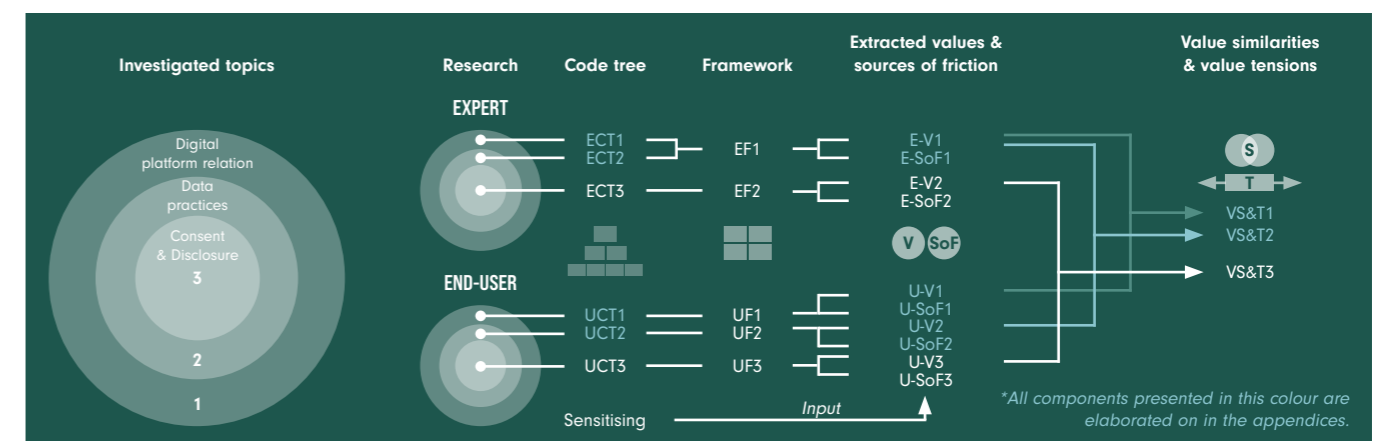 Investigated topics
Research
Code tree
Framework
Extracted values &
sources of friction
Value similarities
& value tensions
Digital
platform relation
Data
practices
Consent
& Disclosure
3
2
1
EXPERT
ECT1
ECT2
ECT3
EF1
EF2
E-V1
E-SoF1
E-V2
E-SoF2
V
SoF
END-USER
UCT1
UCT2
UCT3
UF1
UF2
UF3
U-V1
U-SoF1
U-V2
U-SoF2
U-V3
U-SoF3
Sensitising
Input
S
T
VS&T1
VS&T2
VS&T3
*All components presented in this colour are
elaborated on in the appendices.